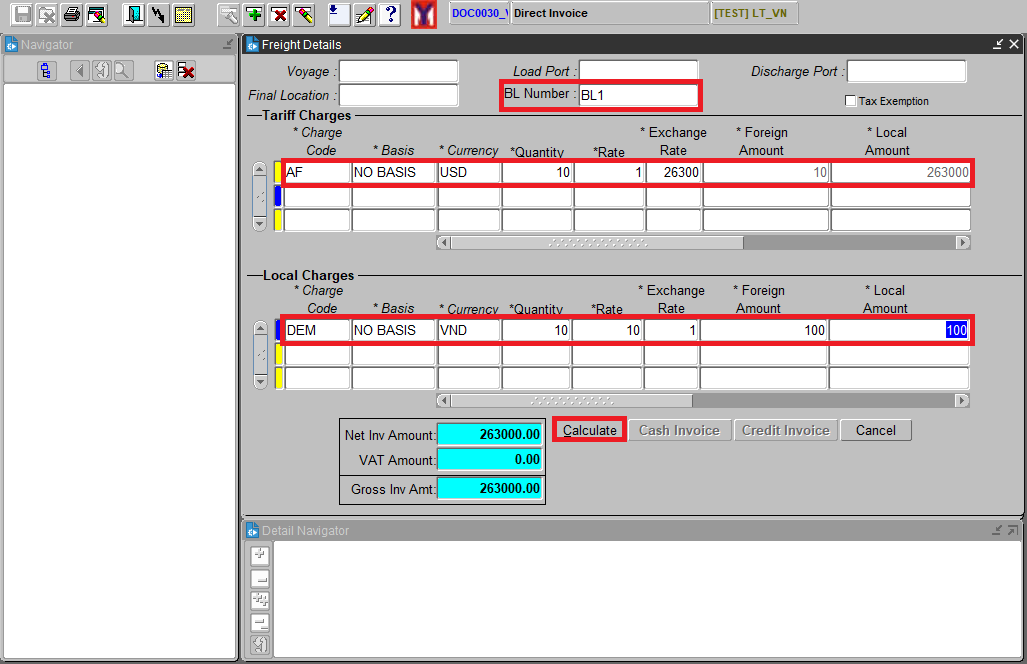 DOC0030_ Direct Invoice [TEST] LT_VN
Navigator
Freight Details
Voyage : Load Port : Discharge Port :
Final Location : BL Number : BL1 Tax Exemption
Tariff Charges
* Charge * Exchange * Foreign * Local
Code * Basis * Currency *Quantity *Rate Rate Amount Amount
AF NO BASIS USD 10 1 26300 10 263000
Local Charges
* Charge * Exchange * Foreign * Local
Code * Basis * Currency *Quantity *Rate Rate Amount Amount
DEM NO BASIS VND 10 10 1 100 100
Calculate Cash Invoice Credit Invoice Cancel
Net Inv Amount: 263000.00
VAT Amount: 0.00
Gross Inv Amt: 263000.00
Detail Navigator